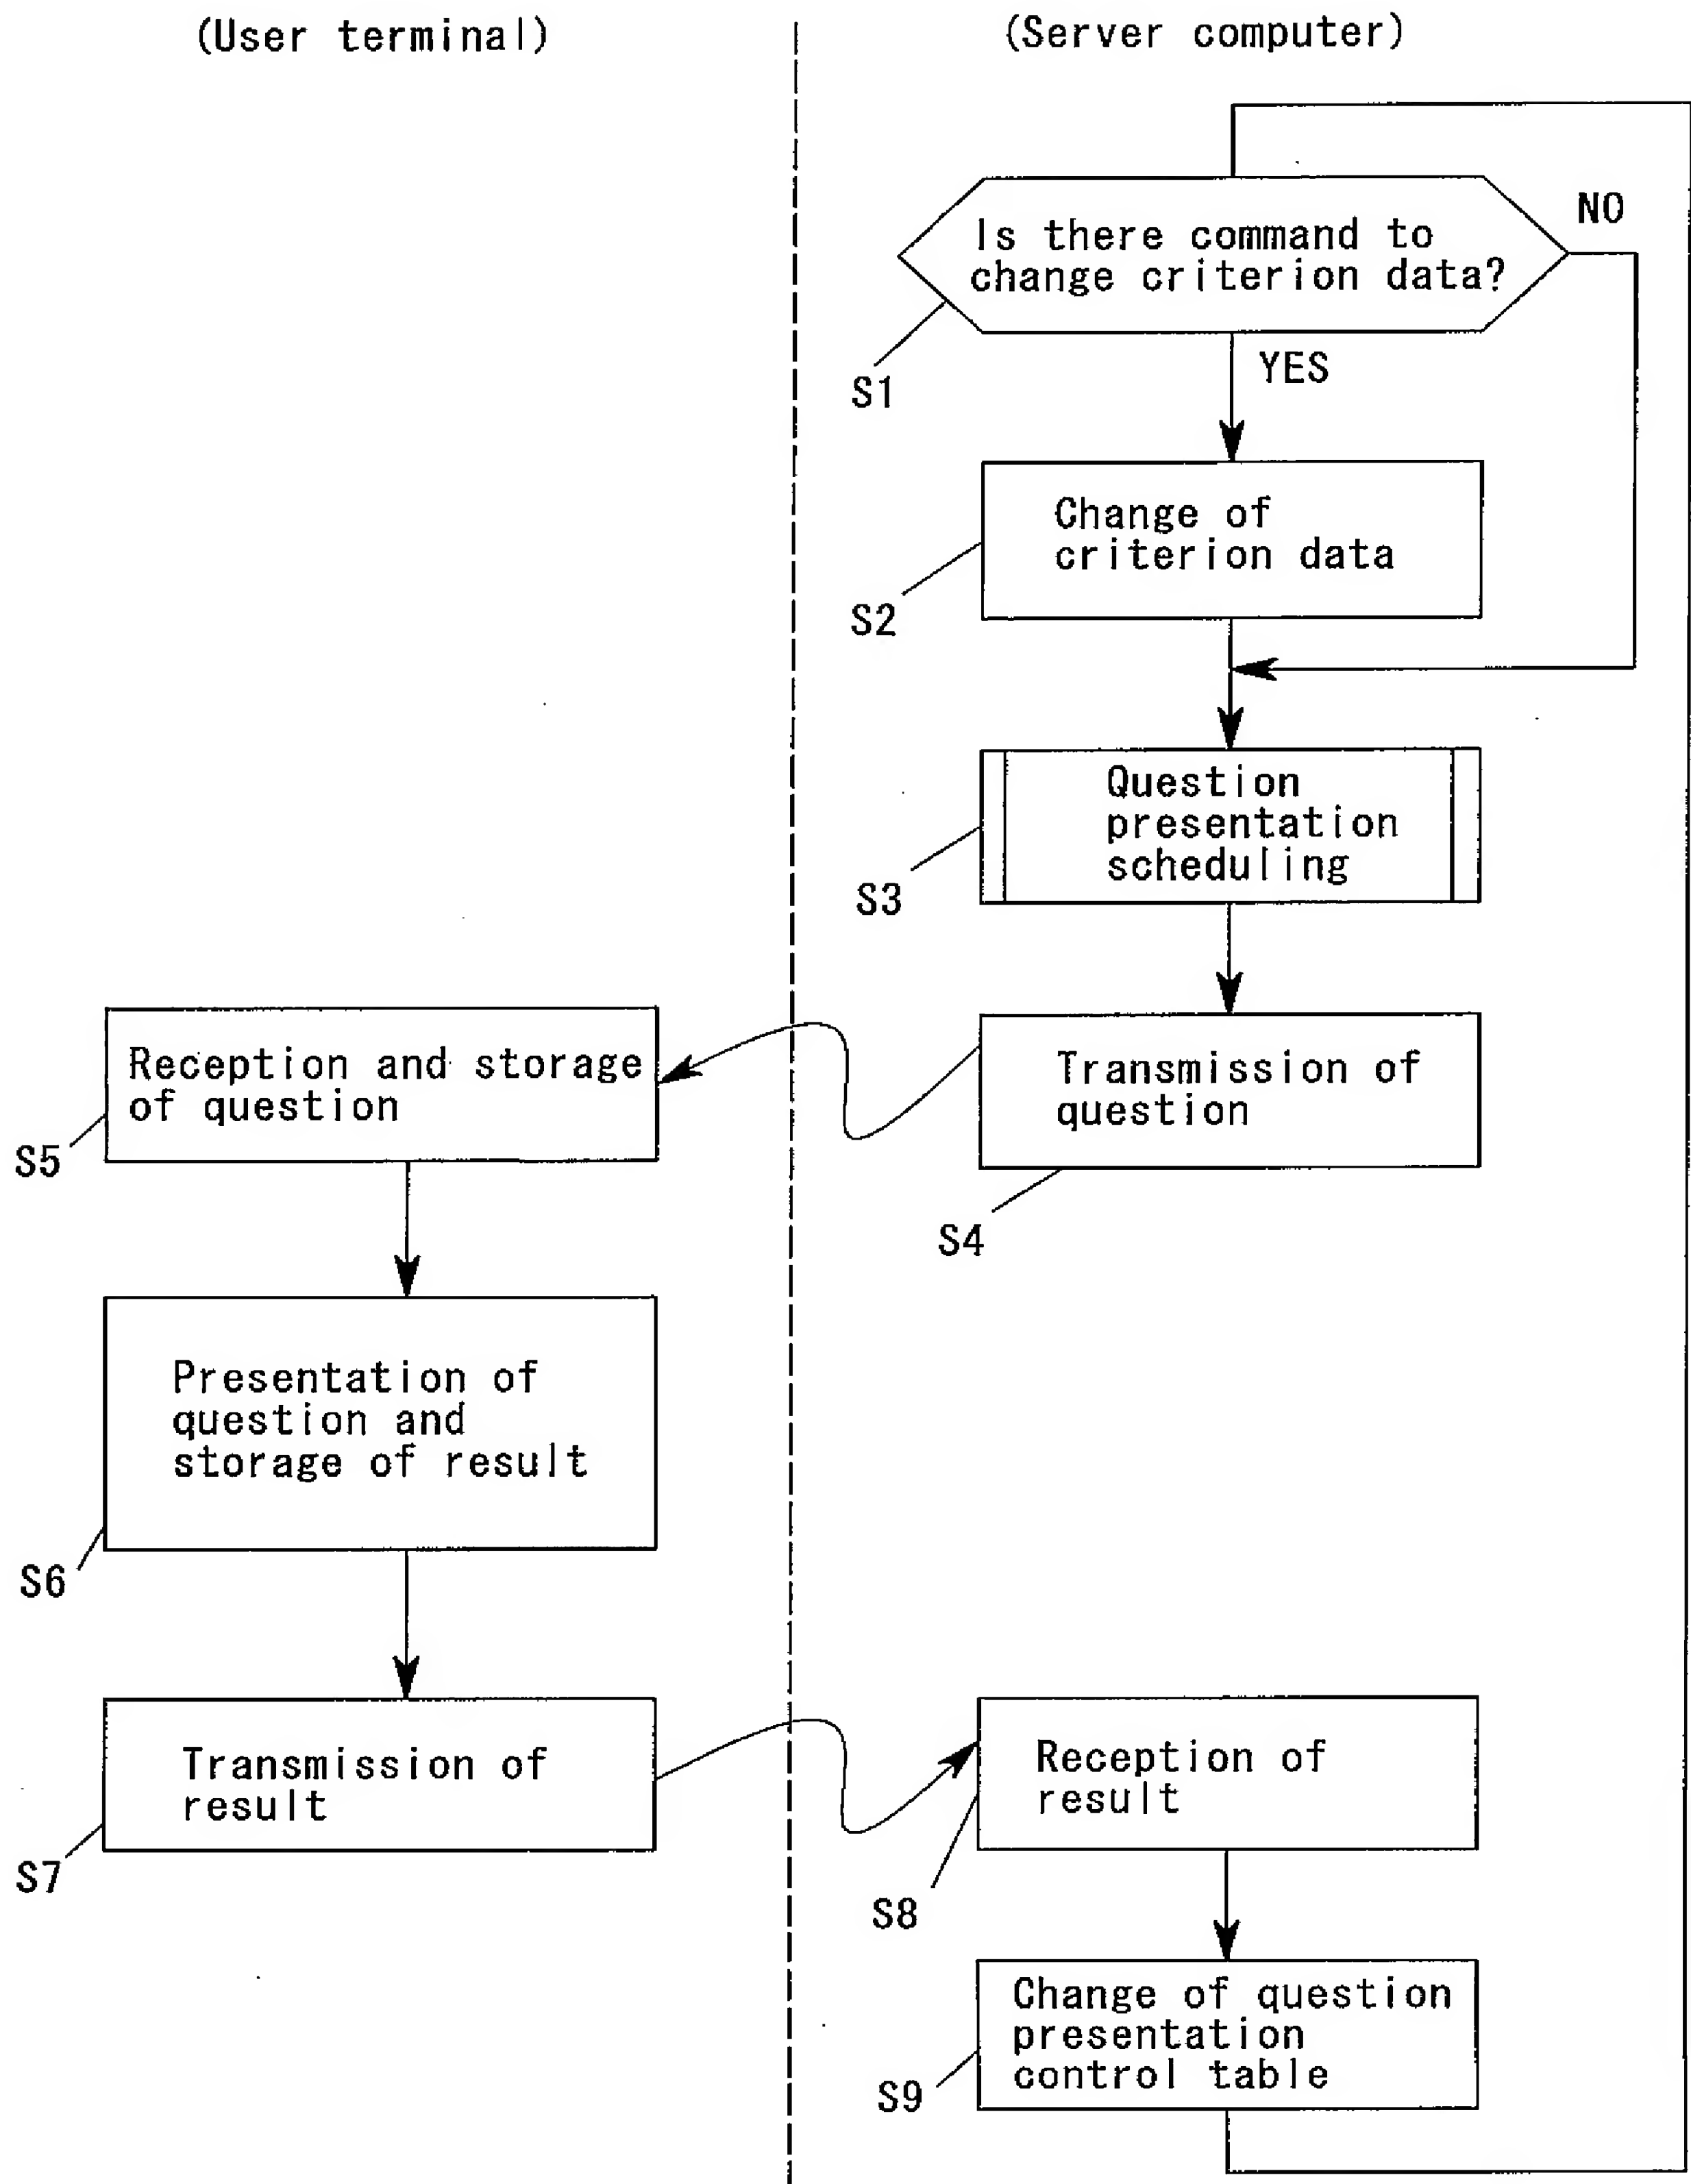 (User terminal)
(Server computer)
Is there command to
change criterion data?
NO
S1
YES
Change of
criterion data
S2
Question
presentation
scheduling
S3
Reception and storage
of question
S5
Transmission of
question
S4
Presentation of
question and
storage of result
S6
Transmission of
result
S7
Reception of
result
S8
Change of question
presentation
control table
S9